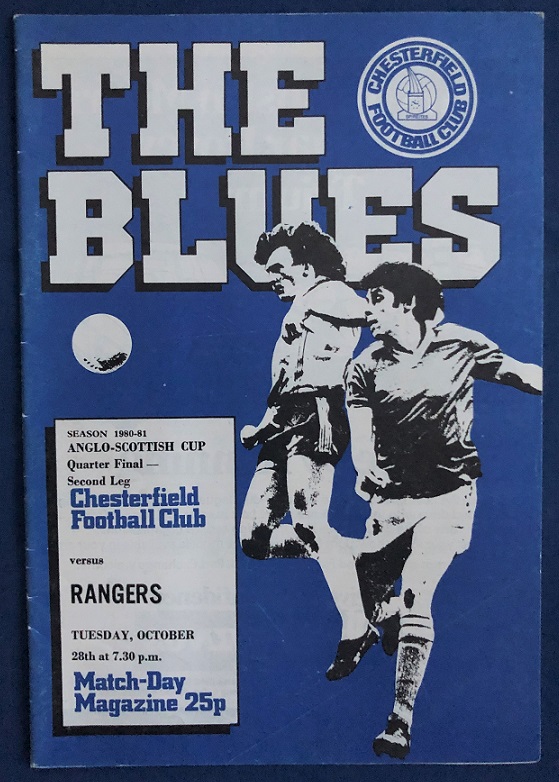 THE
BLUES
CHESTERFIELD
FOOTBALL CLUB
SEASON 1980-81
ANGLO-SCOTTISH CUP
Quarter Final —
Second Leg
Chesterfield
Football Club
versus
RANGERS
TUESDAY, OCTOBER
28th at 7.30 p.m.
Match-Day
Magazine 25p